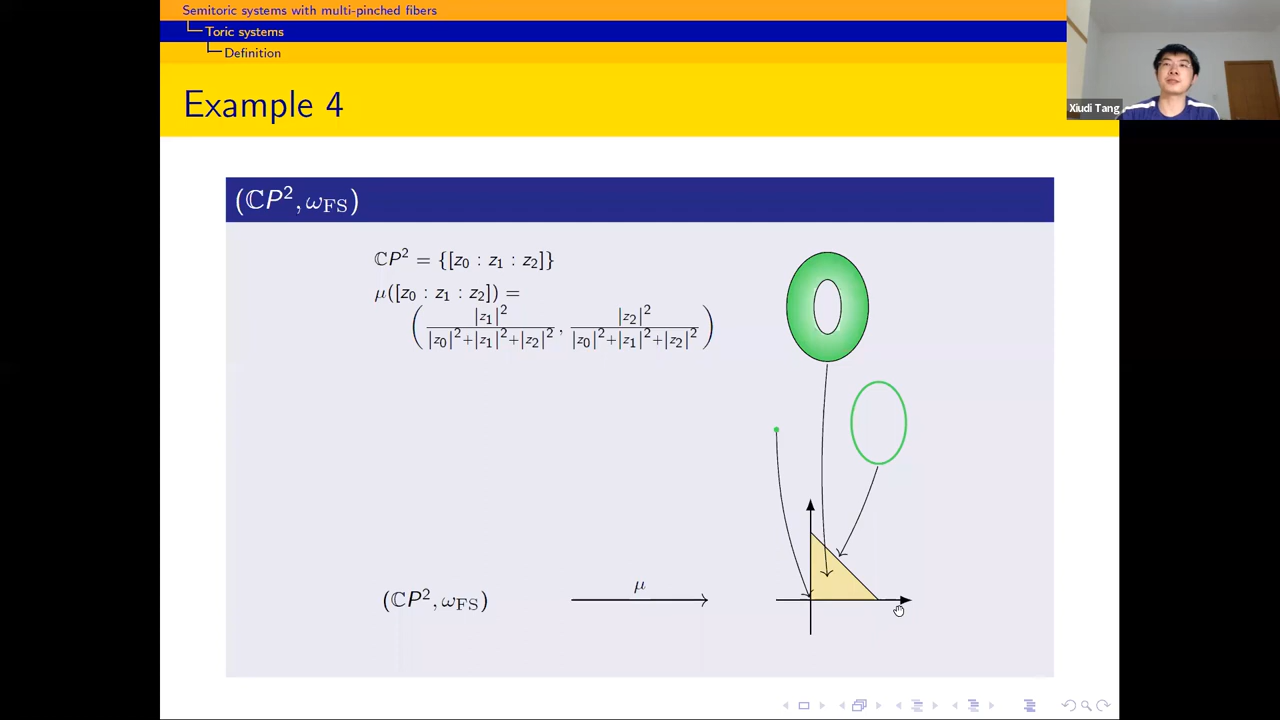 Semitoric systems with multi-pinched fibers
Toric systems
Definition
Xiudi Tang
Example 4
(ℂP², ω_FS)
ℂP² = {[z₀ : z₁ : z₂]}
μ([z₀ : z₁ : z₂]) =
(|z₁|² / (|z₀|²+|z₁|²+|z₂|²), |z₂|² / (|z₀|²+|z₁|²+|z₂|²))
(ℂP², ω_FS) μ